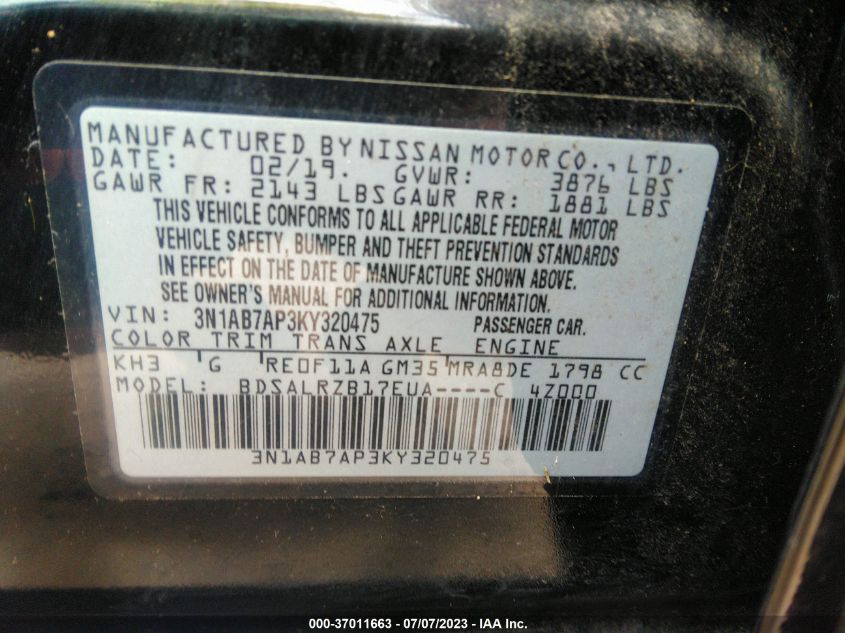 MANUFACTURED BY NISSAN MOTOR CO., LTD.
DATE: 02/19. GVWR: 3876 LBS
GAWR FR: 2143 LBS GAWR RR: 1881 LBS
THIS VEHICLE CONFORMS TO ALL APPLICABLE FEDERAL MOTOR
VEHICLE SAFETY, BUMPER AND THEFT PREVENTION STANDARDS
IN EFFECT ON THE DATE OF MANUFACTURE SHOWN ABOVE.
SEE OWNER'S MANUAL FOR ADDITIONAL INFORMATION.
VIN: 3N1AB7AP3KY320475 PASSENGER CAR.
COLOR TRIM TRANS AXLE ENGINE
KH3 G RE0F11A GM35 MRA8DE 1798 CC
MODEL: BDSALRZB17EUA----C 4Z000
3N1AB7AP3KY320475
000-37011663 - 07/07/2023 - IAA Inc.